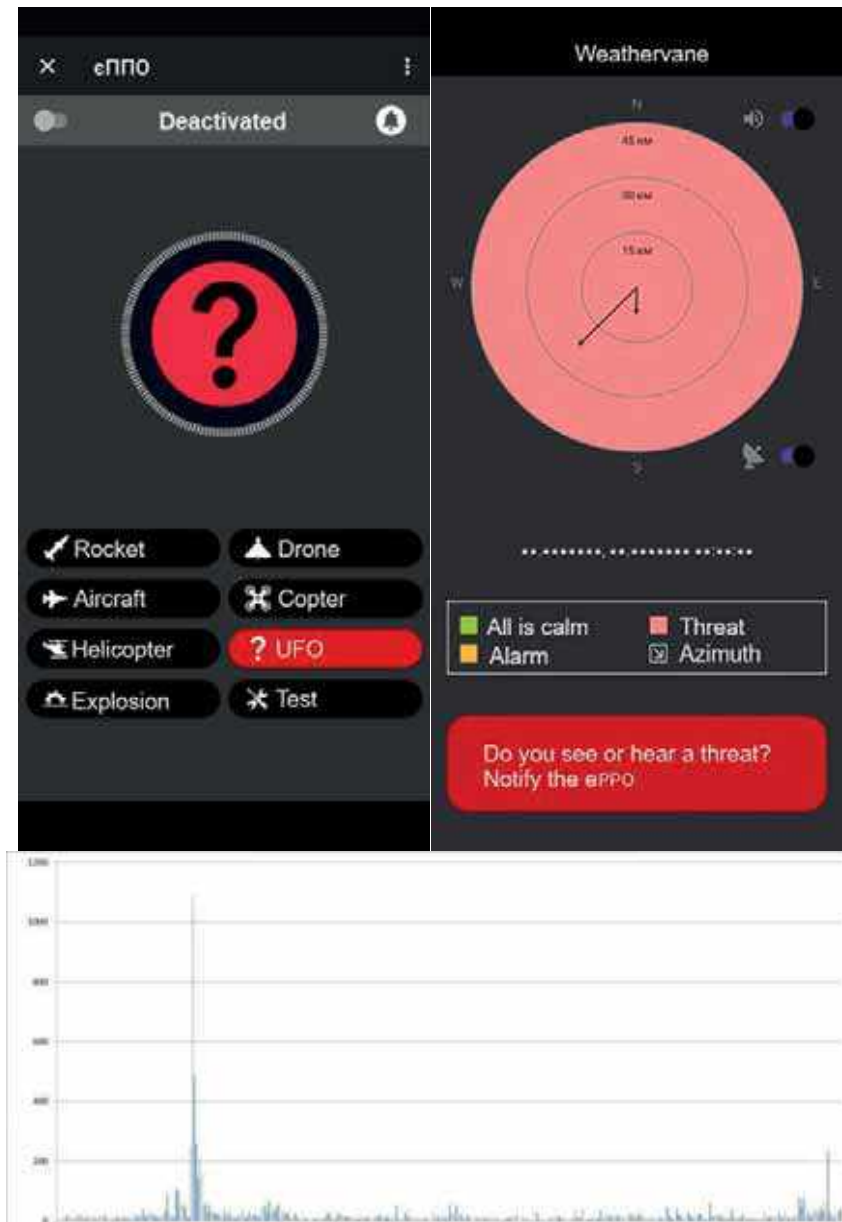 єППО
Deactivated
Rocket
Drone
Aircraft
Copter
Helicopter
? UFO
Explosion
Test
Weathervane
N
45 км
30 км
15 км
W
E
S
All is calm
Threat
Alarm
Azimuth
Do you see or hear a threat?
Notify the ePPO
1200
1000
800
600
400
200
0